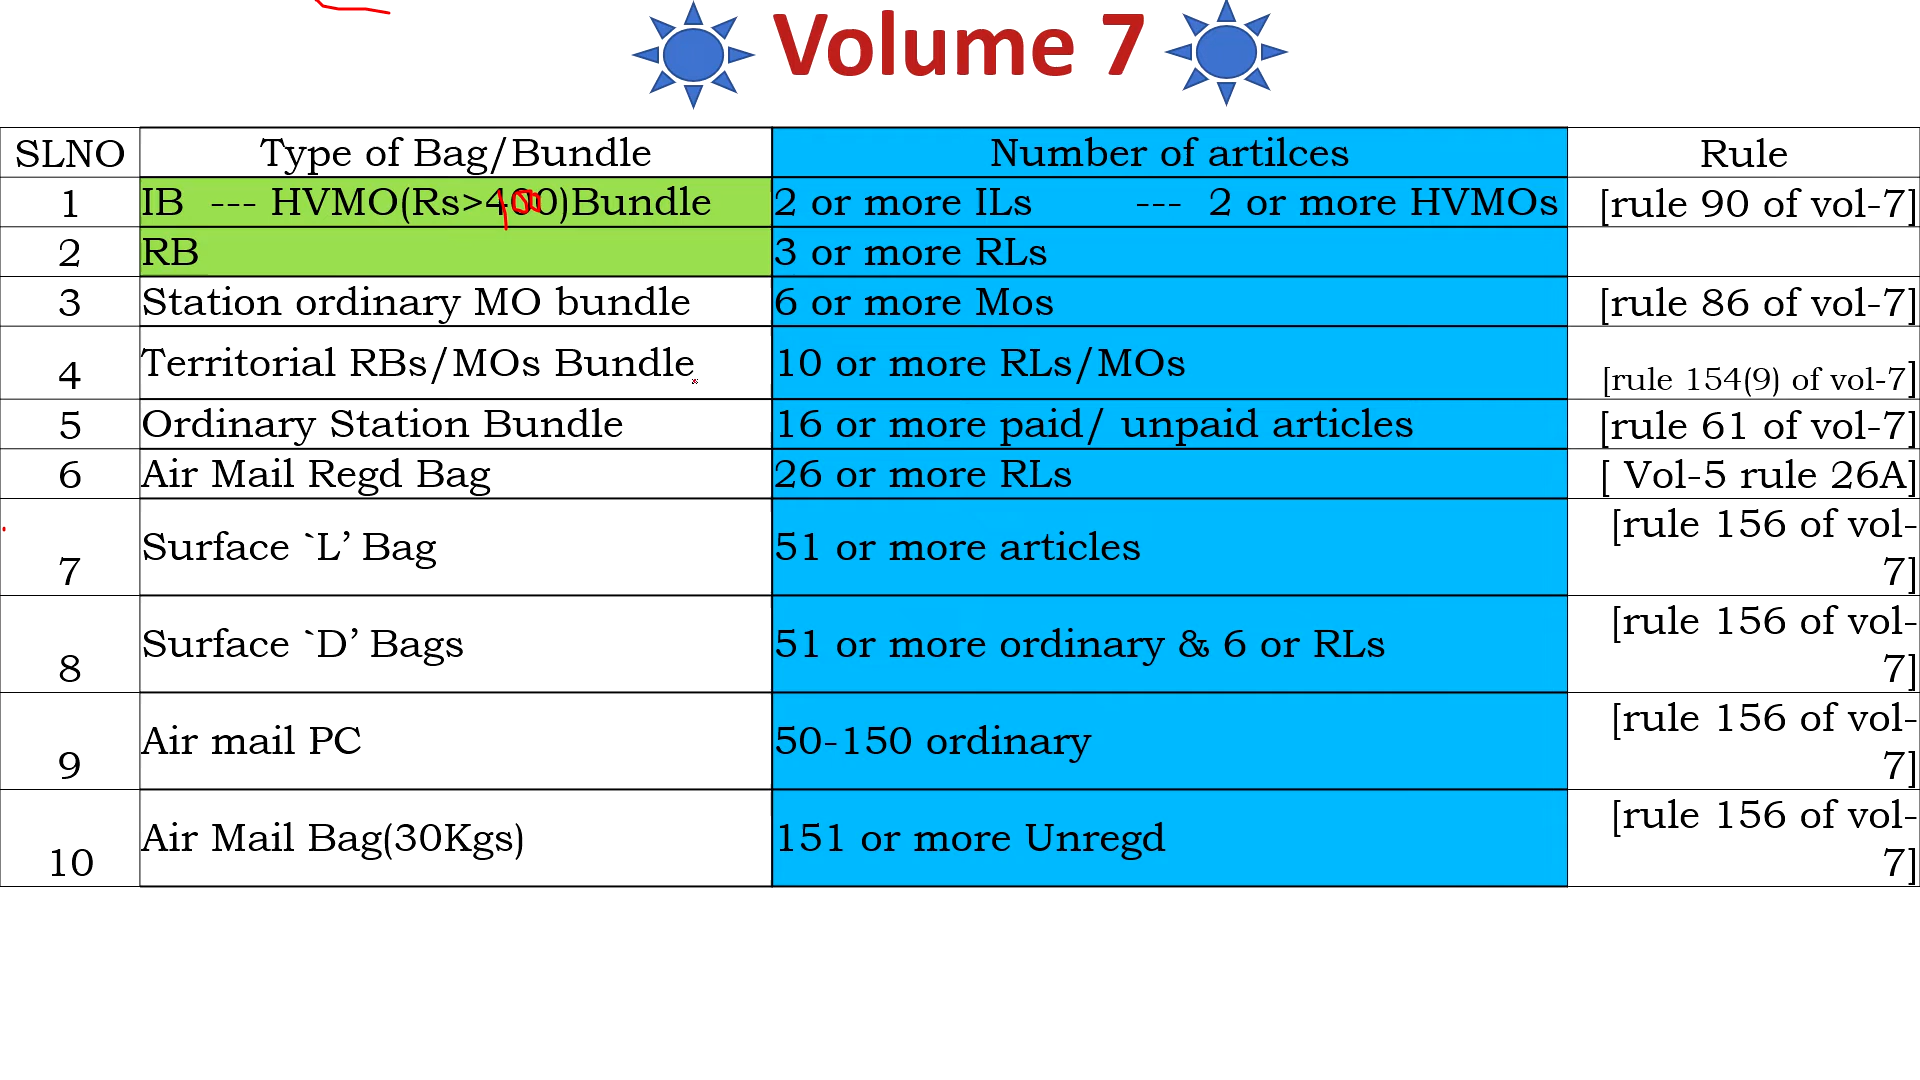 Volume 7
SLNO Type of Bag/Bundle Number of artilces Rule
1 IB --- HVMO(Rs>400)Bundle 2 or more ILs --- 2 or more HVMOs [rule 90 of vol-7]
2 RB 3 or more RLs
3 Station ordinary MO bundle 6 or more Mos [rule 86 of vol-7]
4 Territorial RBs/MOs Bundle 10 or more RLs/MOs [rule 154(9) of vol-7]
5 Ordinary Station Bundle 16 or more paid/ unpaid articles [rule 61 of vol-7]
6 Air Mail Regd Bag 26 or more RLs [ Vol-5 rule 26A]
7 Surface `L’ Bag 51 or more articles [rule 156 of vol-
7]
8 Surface `D’ Bags 51 or more ordinary & 6 or RLs [rule 156 of vol-
7]
9 Air mail PC 50-150 ordinary [rule 156 of vol-
7]
10 Air Mail Bag(30Kgs) 151 or more Unregd [rule 156 of vol-
7]